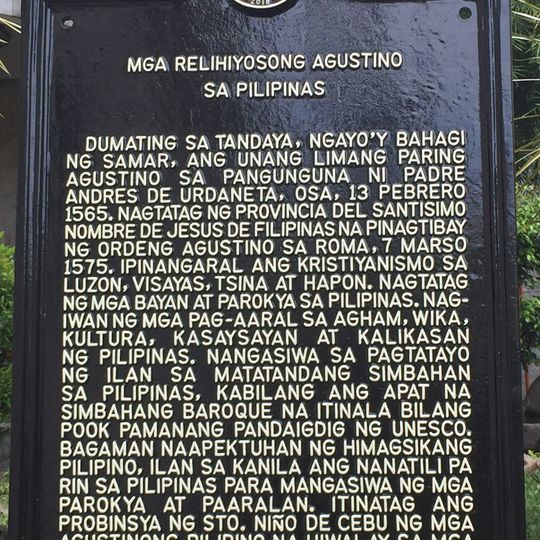 2018
MGA RELIHIYOSONG AGUSTINO
SA PILIPINAS
DUMATING SA TANDAYA, NGAYO'Y BAHAGI
NG SAMAR, ANG UNANG LIMANG PARING
AGUSTINO SA PANGUNGUNA NI PADRE
ANDRES DE URDANETA, OSA, 13 PEBRERO
1565. NAGTATAG NG PROVINCIA DEL SANTISIMO
NOMBRE DE JESUS DE FILIPINAS NA PINAGTIBAY
NG ORDENG AGUSTINO SA ROMA, 7 MARSO
1575. IPINANGARAL ANG KRISTIYANISMO SA
LUZON, VISAYAS, TSINA AT HAPON. NAGTATAG
NG MGA BAYAN AT PAROKYA SA PILIPINAS. NAG-
IWAN NG MGA PAG-AARAL SA AGHAM, WIKA,
KULTURA, KASAYSAYAN AT KALIKASAN
NG PILIPINAS. NANGASIWA SA PAGTATAYO
NG ILAN SA MATATANDANG SIMBAHAN
SA PILIPINAS, KABILANG ANG APAT NA
SIMBAHANG BAROQUE NA ITINALA BILANG
POOK PAMANANG PANDAIGDIG NG UNESCO.
BAGAMAN NAAPEKTUHAN NG HIMAGSIKANG
PILIPINO, ILAN SA KANILA ANG NANATILI PA
RIN SA PILIPINAS PARA MANGASIWA NG MGA
PAROKYA AT PAARALAN. ITINATAG ANG
PROBINSYA NG STO. NIÑO DE CEBU NG MGA
AGUSTINONG PILIPINO NA HIWALAY SA MGA